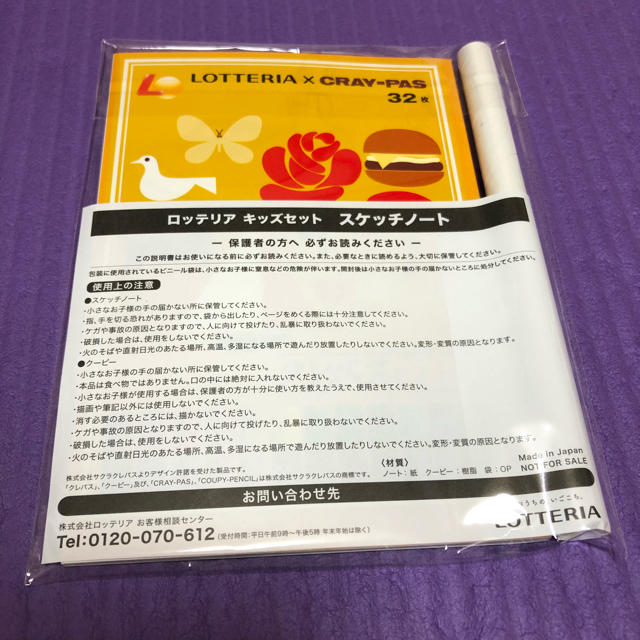 LOTTERIA × CRAY-PAS
32枚
ロッテリア キッズセット スケッチノート
― 保護者の方へ 必ずお読みください ―
この説明書はお使いになる前に必ずお読みください。また、必要なときに読めるよう、大切に保管してください。
包装に使用されているビニール袋は、小さなお子様に窒息などの危険が伴います。開封後は小さなお子様の手の届かないところに処分してください。
使用上の注意
●スケッチノート
・小さなお子様の手の届かない所に保管してください。
・指、手を切る恐れがありますので、袋から出したり、ページをめくる際には十分注意してください。
・ケガや事故の原因となりますので、人に向けて投げたり、乱暴に取り扱わないでください。
・破損した場合は、使用をしないでください。
・火のそばや直射日光のあたる場所、高温、多湿になる場所で遊んだり放置したりしないでください。変形・変質の原因となります。
●クーピー
・小さなお子様の手の届かない所に保管してください。
・本品は食べ物ではありません。口の中には絶対に入れないでください。
・小さなお子様が使用する場合は、保護者の方が十分に使い方を教えたうえで、使用させてください。
・描画や筆記以外には使用しないでください。
・消す必要のあるところには、描かないでください。
・ケガや事故の原因となりますので、人に向けて投げたり、乱暴に取り扱わないでください。
・破損した場合は、使用をしないでください。
・火のそばや直射日光のあたる場所、高温、多湿になる場所で遊んだり放置したりしないでください。変形・変質の原因となります。
株式会社サクラクレパスよりデザイン許諾を受けた製品です。
「クレパス」、「クーピー」及び、「CRAY-PAS」、「COUPY-PENCIL」は株式会社サクラクレパスの商標です。
〈材質〉
Made in Japan
ノート：紙 クーピー：樹脂 袋：OP NOT FOR SALE
お問い合わせ先
株式会社ロッテリア お客様相談センター
Tel:0120-070-612 (受付時間：平日午前9時～午後5時 年末年始は除く)
うちの、いごこち。
LOTTERIA